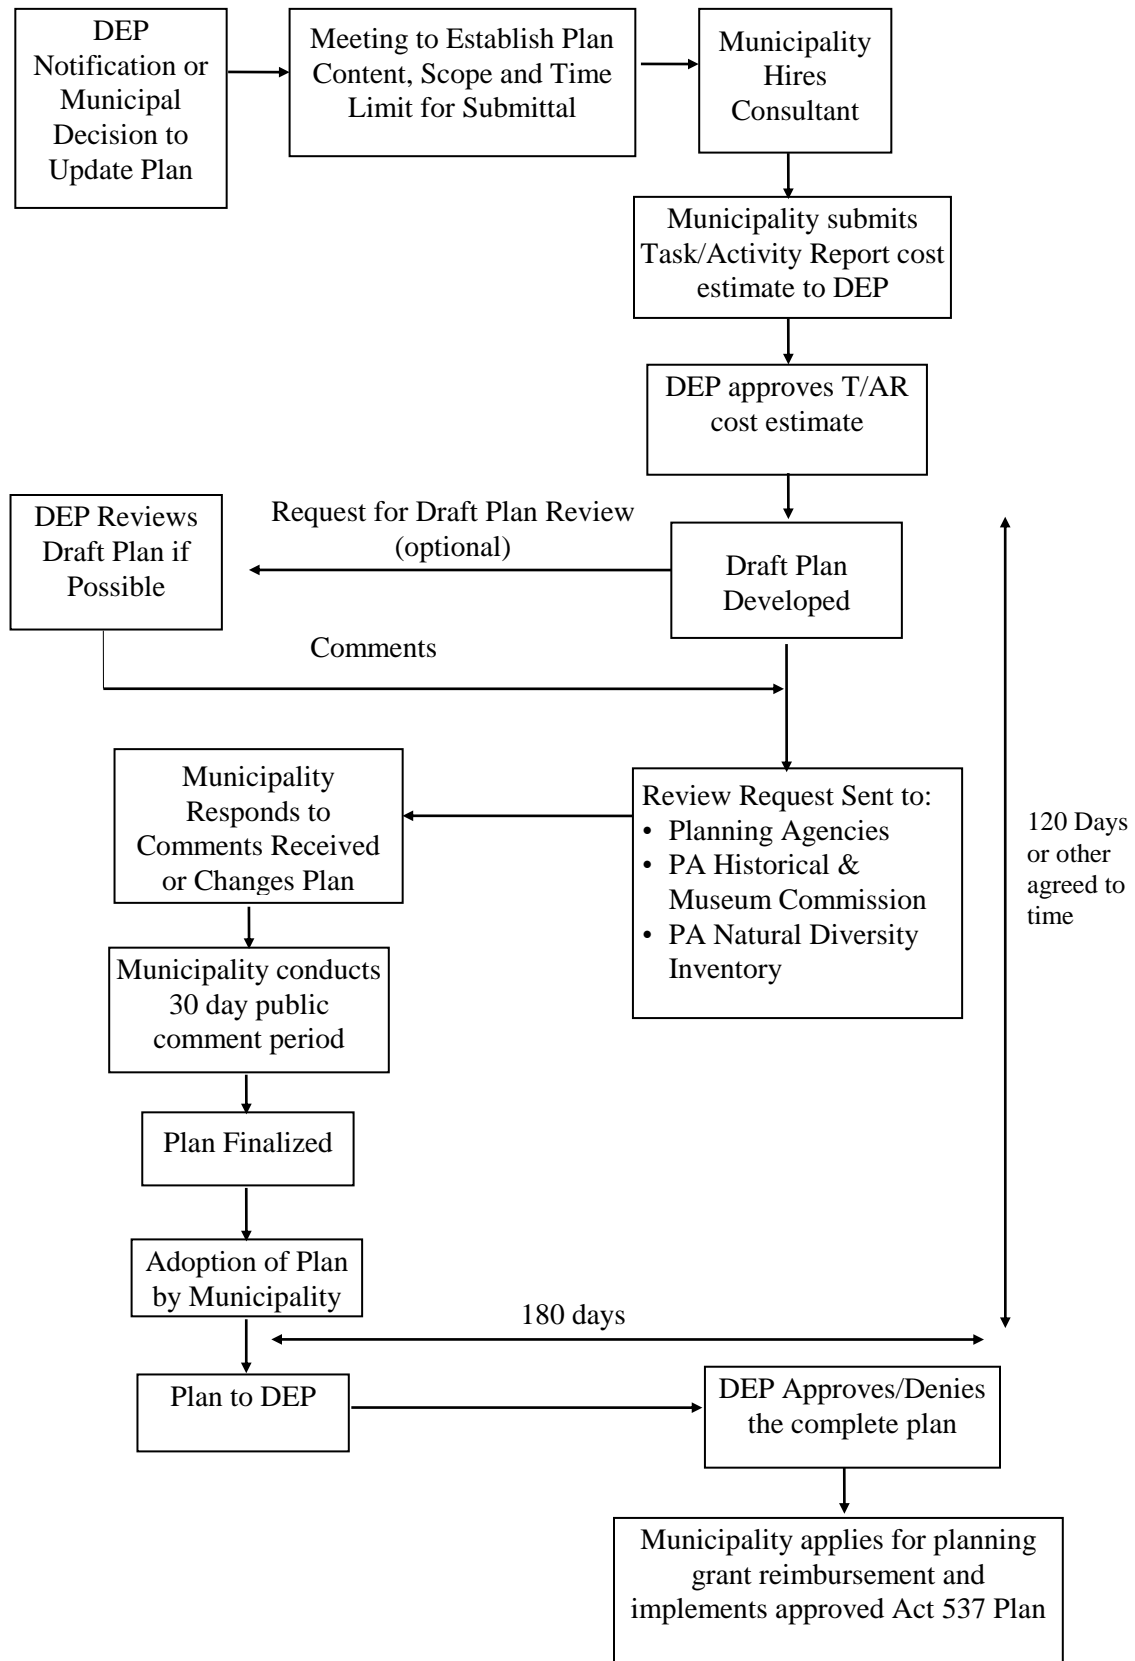 DEP
Notification or
Municipal
Decision to
Update Plan
Meeting to Establish Plan
Content, Scope and Time
Limit for Submittal
Municipality
Hires
Consultant
Municipality submits
Task/Activity Report cost
estimate to DEP
DEP approves T/AR
cost estimate
DEP Reviews
Draft Plan if
Possible
Request for Draft Plan Review
(optional)
Draft Plan
Developed
Comments
Municipality
Responds to
Comments Received
or Changes Plan
Review Request Sent to:
• Planning Agencies
• PA Historical &
Museum Commission
• PA Natural Diversity
Inventory
120 Days
or other
agreed to
time
Municipality conducts
30 day public
comment period
Plan Finalized
Adoption of Plan
by Municipality
180 days
Plan to DEP
DEP Approves/Denies
the complete plan
Municipality applies for planning
grant reimbursement and
implements approved Act 537 Plan